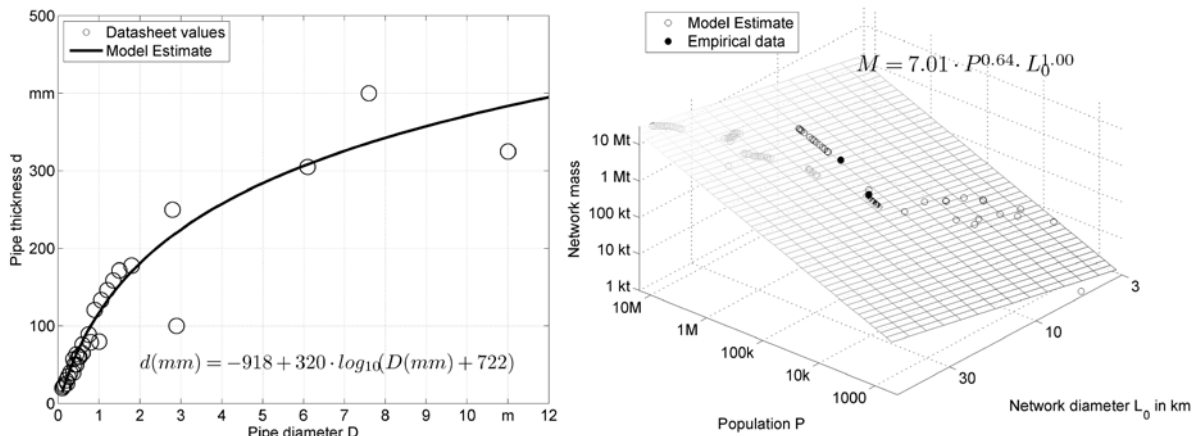 500
mm
300
200
100
0
Pipe thickness d
Datasheet values
Model Estimate
d(mm) = −918 + 320 · log₁₀(D(mm) + 722)
0 1 2 3 4 5 6 7 8 9 10 m 12
Pipe diameter D
Model Estimate
Empirical data
M = 7.01 · P^0.64 · L₀^1.00
10 Mt
1 Mt
100 kt
10 kt
1 kt
Network mass
10M
1M
100k
10k
1000
Population P
3
10
30
Network diameter L₀ in km